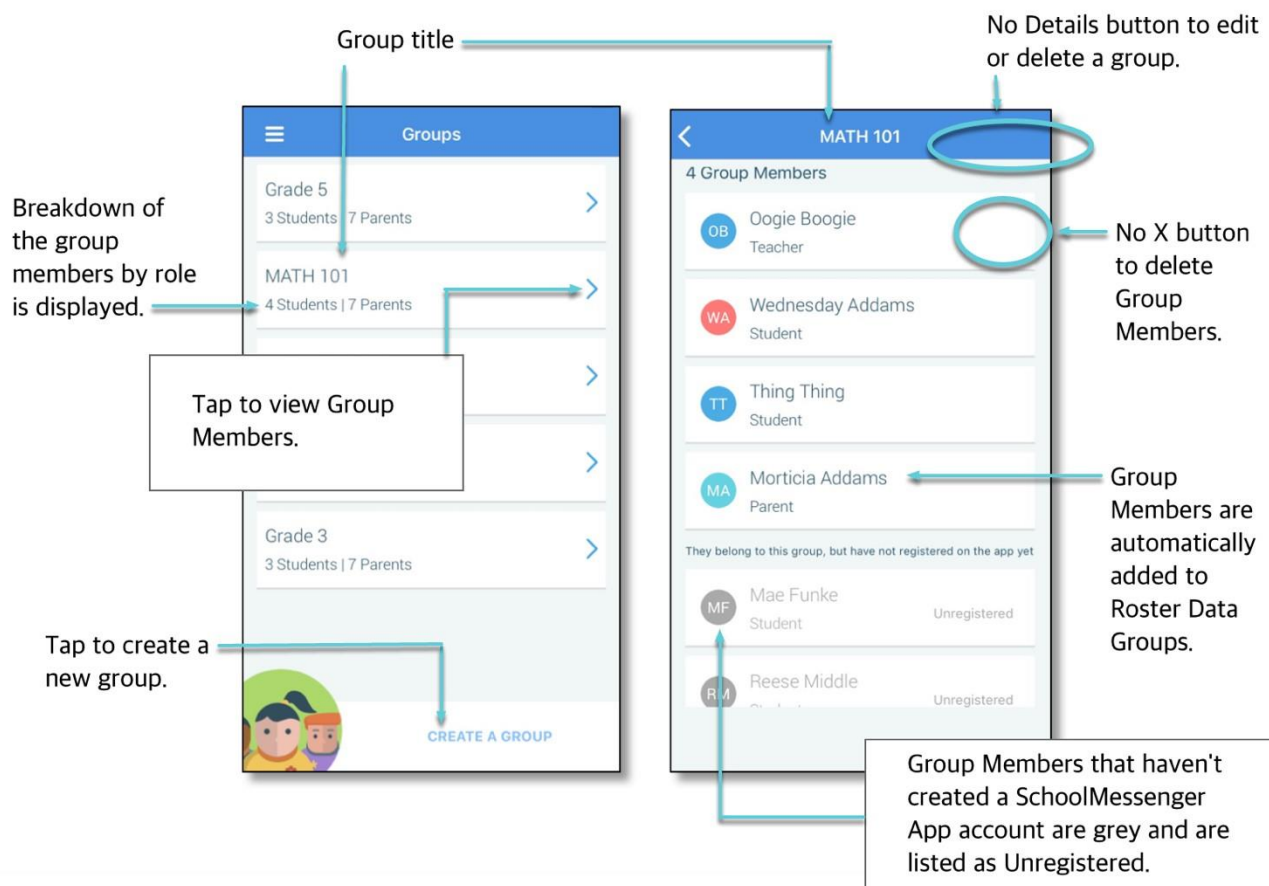 Group title
No Details button to edit
or delete a group.
Groups
Grade 5
3 Students | 7 Parents
MATH 101
4 Students | 7 Parents
Breakdown of
the group
members by role
is displayed.
Tap to view Group
Members.
Grade 3
3 Students | 7 Parents
Tap to create a
new group.
CREATE A GROUP
MATH 101
4 Group Members
OB
Oogie Boogie
Teacher
No X button
to delete
Group
Members.
WA
Wednesday Addams
Student
TT
Thing Thing
Student
MA
Morticia Addams
Parent
Group
Members are
automatically
added to
Roster Data
Groups.
They belong to this group, but have not registered on the app yet
MF
Mae Funke
Student
Unregistered
RM
Reese Middle
Unregistered
Group Members that haven't
created a SchoolMessenger
App account are grey and are
listed as Unregistered.